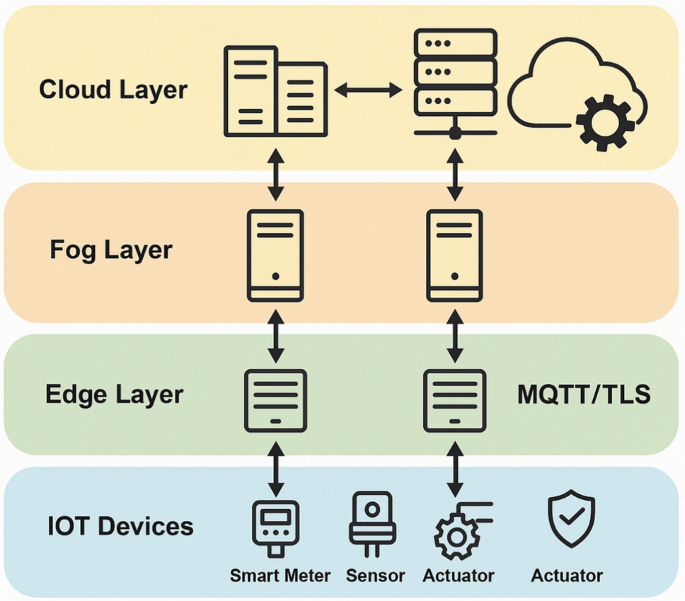 Cloud Layer
Fog Layer
Edge Layer
MQTT/TLS
IOT Devices
Smart Meter
Sensor
Actuator
Actuator